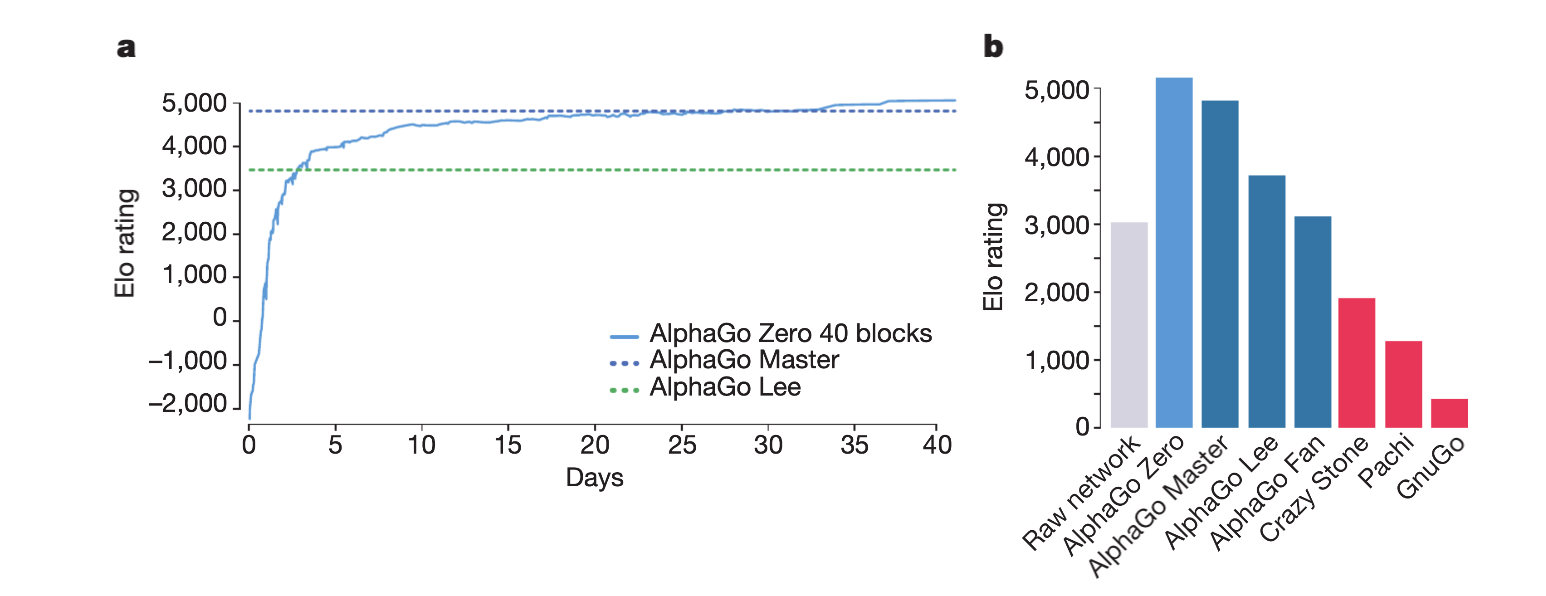 a
Elo rating
5,000
4,000
3,000
2,000
1,000
0
−1,000
−2,000
0 5 10 15 20 25 30 35 40
Days
AlphaGo Zero 40 blocks
AlphaGo Master
AlphaGo Lee
b
Elo rating
5,000
4,000
3,000
2,000
1,000
0
Raw network
AlphaGo Zero
AlphaGo Master
AlphaGo Lee
AlphaGo Fan
Crazy Stone
Pachi
GnuGo